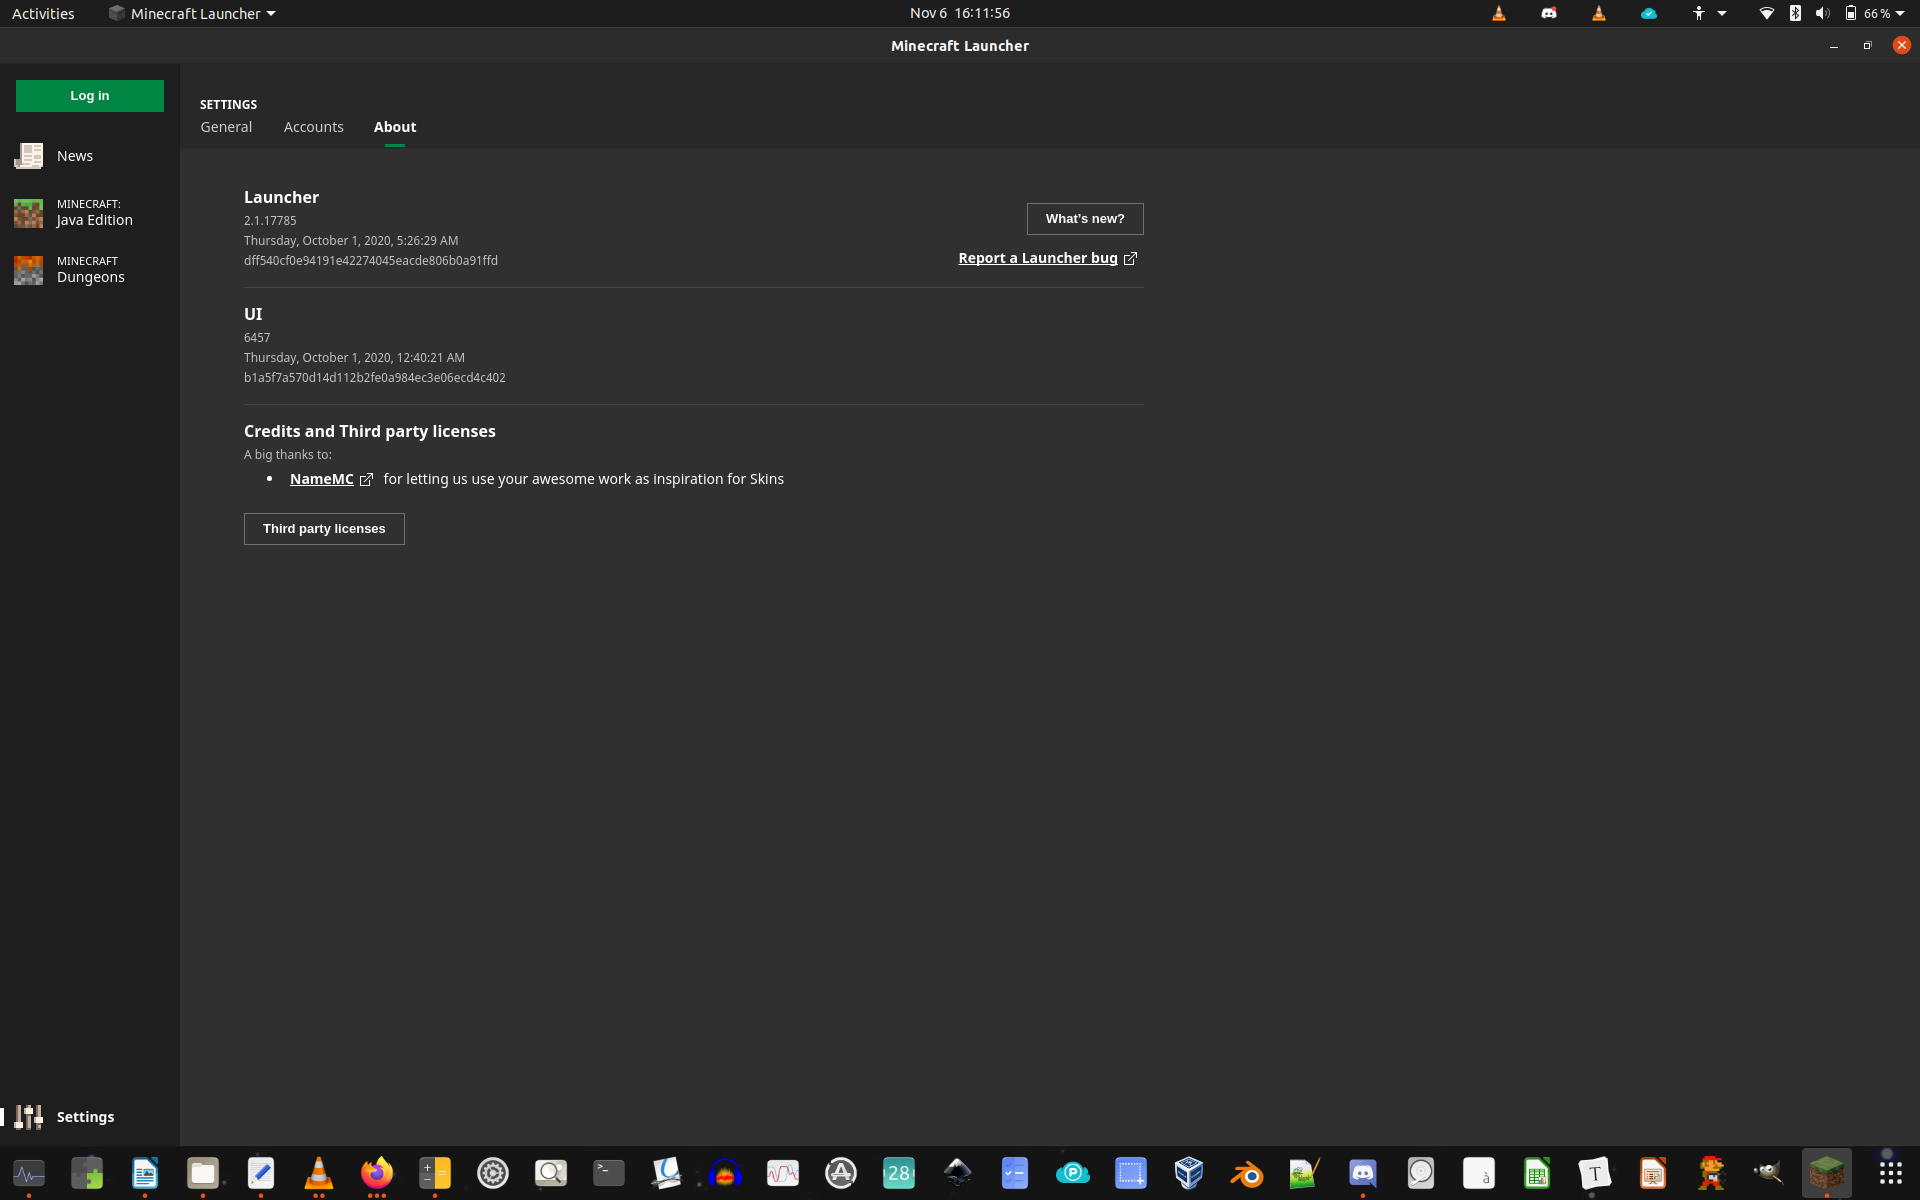 Activities
Minecraft Launcher
Nov 6 16:11:56
66 %
Minecraft Launcher
Log in
News
MINECRAFT:
Java Edition
MINECRAFT
Dungeons
Settings
SETTINGS
General Accounts About
Launcher
2.1.17785
Thursday, October 1, 2020, 5:26:29 AM
dff540cf0e94191e42274045eacde806b0a91ffd
What's new?
Report a Launcher bug
UI
6457
Thursday, October 1, 2020, 12:40:21 AM
b1a5f7a570d14d112b2fe0a984ec3e06ecd4c402
Credits and Third party licenses
A big thanks to:
• NameMC for letting us use your awesome work as inspiration for Skins
Third party licenses
28